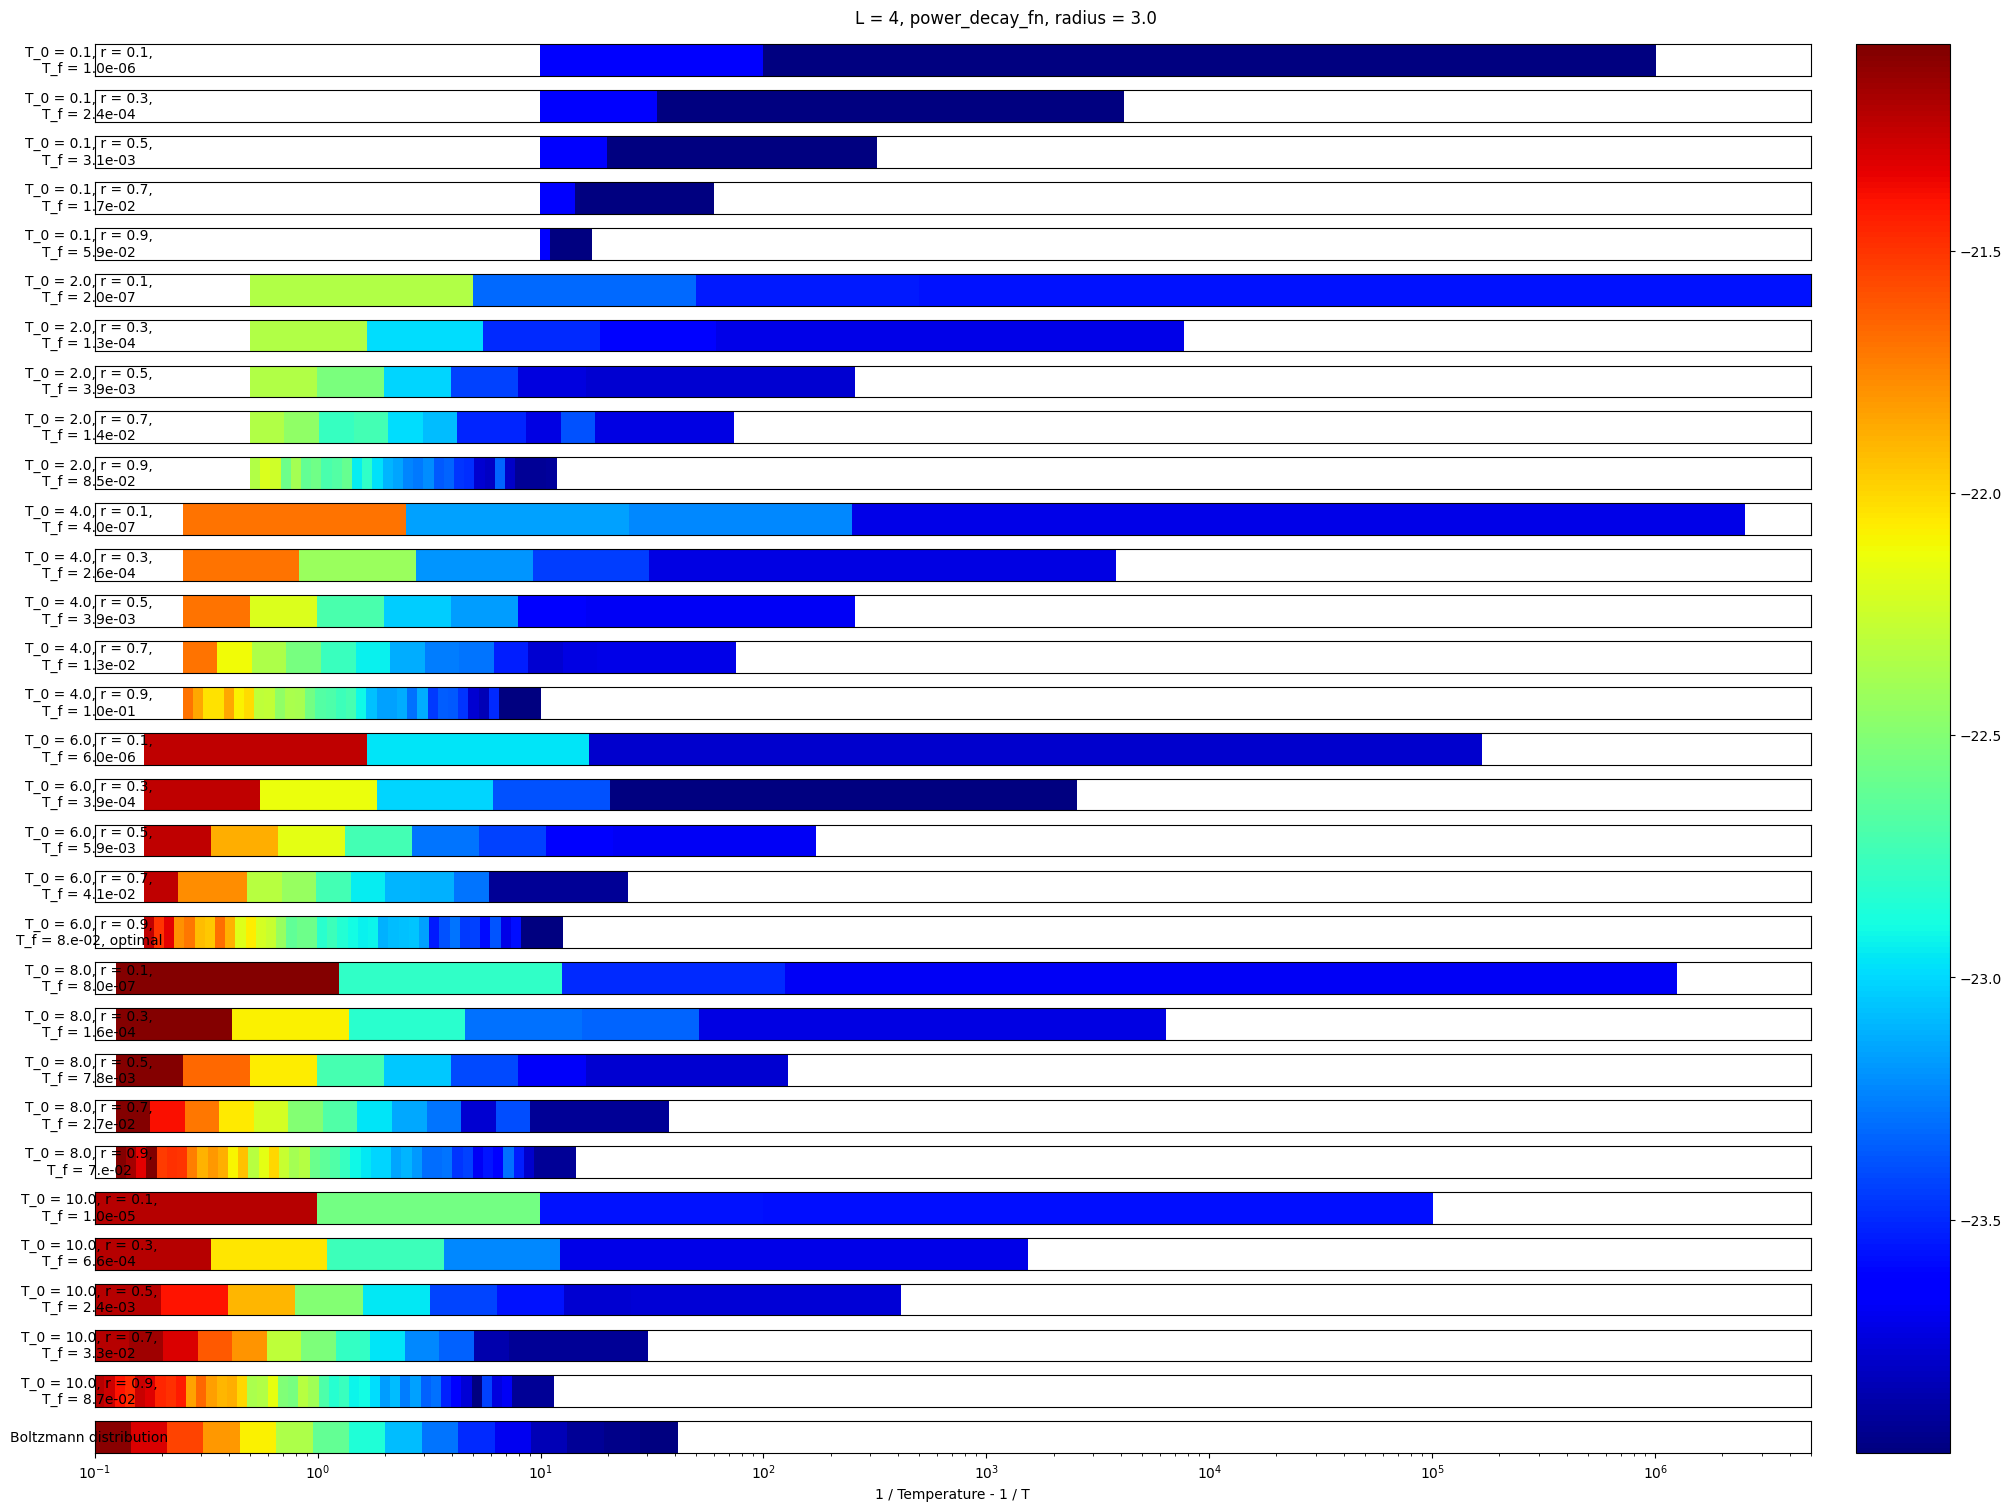 L = 4, power_decay_fn, radius = 3.0
T_0 = 0.1, r = 0.1,
T_f = 1.0e-06
T_0 = 0.1, r = 0.3,
T_f = 2.4e-04
T_0 = 0.1, r = 0.5,
T_f = 3.1e-03
T_0 = 0.1, r = 0.7,
T_f = 1.7e-02
T_0 = 0.1, r = 0.9,
T_f = 5.9e-02
T_0 = 2.0, r = 0.1,
T_f = 2.0e-07
T_0 = 2.0, r = 0.3,
T_f = 1.3e-04
T_0 = 2.0, r = 0.5,
T_f = 3.9e-03
T_0 = 2.0, r = 0.7,
T_f = 1.4e-02
T_0 = 2.0, r = 0.9,
T_f = 8.5e-02
T_0 = 4.0, r = 0.1,
T_f = 4.0e-07
T_0 = 4.0, r = 0.3,
T_f = 2.6e-04
T_0 = 4.0, r = 0.5,
T_f = 3.9e-03
T_0 = 4.0, r = 0.7,
T_f = 1.3e-02
T_0 = 4.0, r = 0.9,
T_f = 1.0e-01
T_0 = 6.0, r = 0.1,
T_f = 6.0e-06
T_0 = 6.0, r = 0.3,
T_f = 3.9e-04
T_0 = 6.0, r = 0.5,
T_f = 5.9e-03
T_0 = 6.0, r = 0.7,
T_f = 4.1e-02
T_0 = 6.0, r = 0.9,
T_f = 8.e-02, optimal
T_0 = 8.0, r = 0.1,
T_f = 8.0e-07
T_0 = 8.0, r = 0.3,
T_f = 1.6e-04
T_0 = 8.0, r = 0.5,
T_f = 7.8e-03
T_0 = 8.0, r = 0.7,
T_f = 2.7e-02
T_0 = 8.0, r = 0.9,
T_f = 7.e-02
T_0 = 10.0, r = 0.1,
T_f = 1.0e-05
T_0 = 10.0, r = 0.3,
T_f = 6.6e-04
T_0 = 10.0, r = 0.5,
T_f = 2.4e-03
T_0 = 10.0, r = 0.7,
T_f = 3.3e-02
T_0 = 10.0, r = 0.9,
T_f = 8.7e-02
Boltzmann distribution
10⁻¹ 10⁰ 10¹ 10² 10³ 10⁴ 10⁵ 10⁶
1 / Temperature - 1 / T
−21.5
−22.0
−22.5
−23.0
−23.5